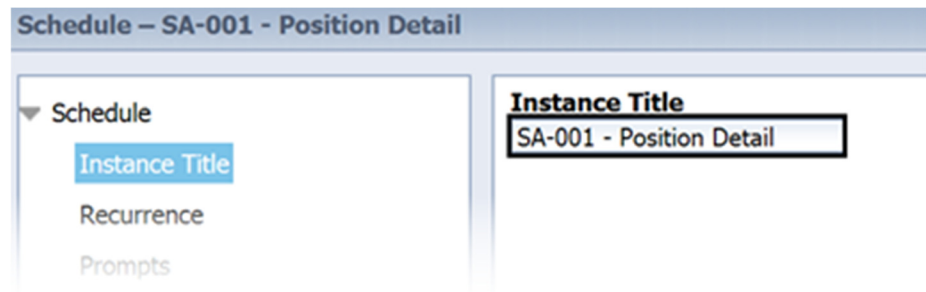 Schedule – SA-001 - Position Detail
Schedule
Instance Title
Recurrence
Prompts
Instance Title
SA-001 - Position Detail